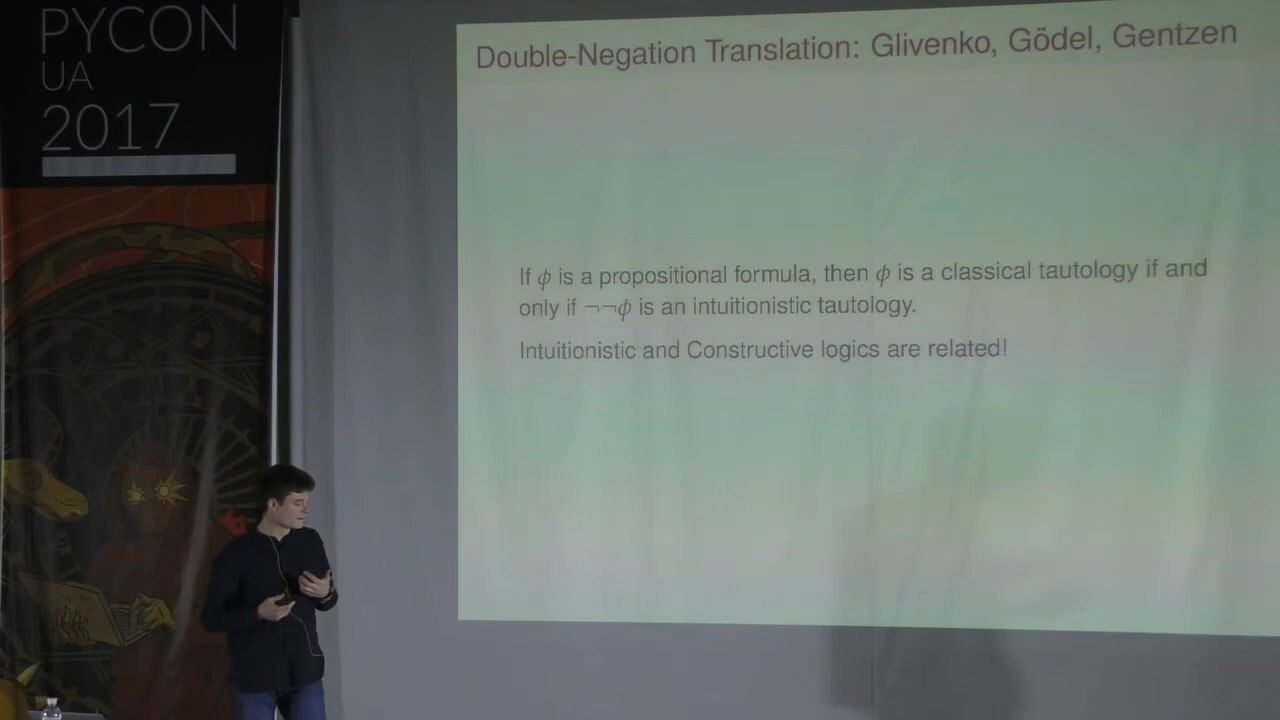 PYCON
UA
2017
Double-Negation Translation: Glivenko, Gödel, Gentzen
If ϕ is a propositional formula, then ϕ is a classical tautology if and
only if ¬¬ϕ is an intuitionistic tautology.
Intuitionistic and Constructive logics are related!